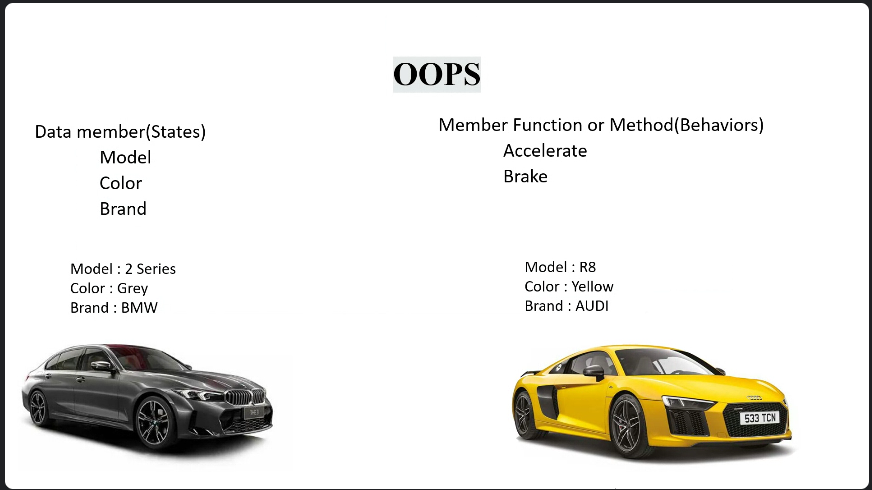 OOPS
Data member(States)
Model
Color
Brand
Member Function or Method(Behaviors)
Accelerate
Brake
Model : 2 Series
Color : Grey
Brand : BMW
Model : R8
Color : Yellow
Brand : AUDI
533 TCN